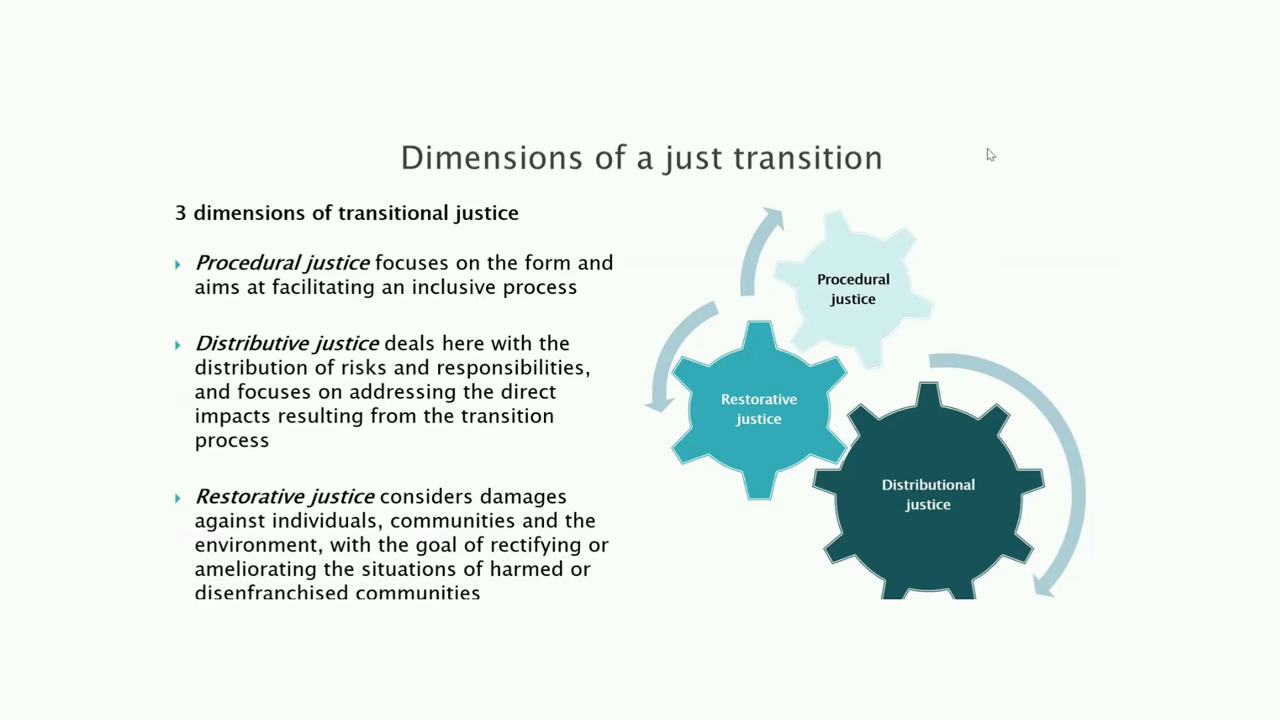 Dimensions of a just transition
3 dimensions of transitional justice
Procedural justice focuses on the form and
aims at facilitating an inclusive process
Distributive justice deals here with the
distribution of risks and responsibilities,
and focuses on addressing the direct
impacts resulting from the transition
process
Restorative justice considers damages
against individuals, communities and the
environment, with the goal of rectifying or
ameliorating the situations of harmed or
disenfranchised communities
Procedural
justice
Restorative
justice
Distributional
justice